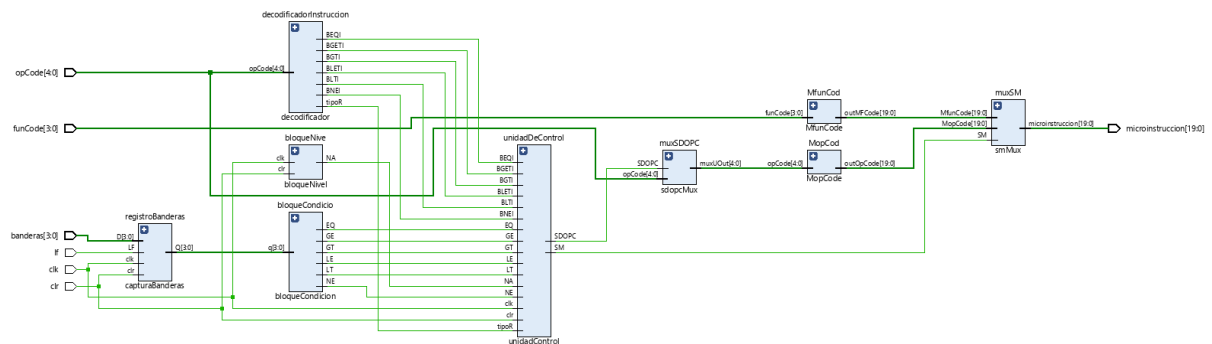 decodificadorInstruccion
BEQI
BGETI
BGTI
opCode[4:0]
opCode[4:0]
BLETI
BLTI
BNEI
tipoR
decodificador
MfunCod
muxSM
funCode[3:0]
outMFCode[19:0]
MfunCode[19:0]
MfunCode
MopCode[19:0]
microinstruccion[19:0]
microinstruccion[19:0]
SM
smMux
funCode[3:0]
bloqueNive
clk
NA
clr
bloqueNivel
unidadDeControl
BEQI
BGETI
BGTI
BLETI
BLTI
BNEI
EQ
GE
GT
LE
LT
NA
NE
clk
clr
tipoR
SDOPC
SM
unidadControl
muxSDOPC
SDOPC
muxUOut[4:0]
opCode[4:0]
sdopcMux
MopCod
opCode[4:0]
outOpCode[19:0]
MopCode
bloqueCondicio
q[3:0]
EQ
GE
GT
LE
LT
NE
bloqueCondicion
registroBanderas
banderas[3:0]
D[3:0]
lf
LF
Q[3:0]
clk
clk
clr
clr
capturaBanderas